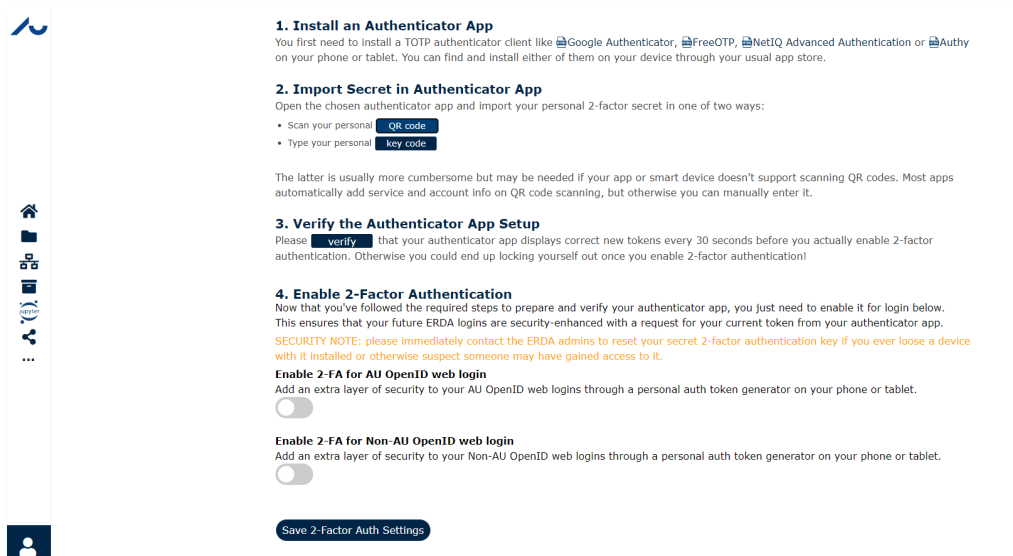 1. Install an Authenticator App
You first need to install a TOTP authenticator client like Google Authenticator, FreeOTP, NetIQ Advanced Authentication or Authy
on your phone or tablet. You can find and install either of them on your device through your usual app store.
2. Import Secret in Authenticator App
Open the chosen authenticator app and import your personal 2-factor secret in one of two ways:
• Scan your personal QR code
• Type your personal key code
The latter is usually more cumbersome but may be needed if your app or smart device doesn't support scanning QR codes. Most apps
automatically add service and account info on QR code scanning, but otherwise you can manually enter it.
3. Verify the Authenticator App Setup
Please verify that your authenticator app displays correct new tokens every 30 seconds before you actually enable 2-factor
authentication. Otherwise you could end up locking yourself out once you enable 2-factor authentication!
4. Enable 2-Factor Authentication
Now that you've followed the required steps to prepare and verify your authenticator app, you just need to enable it for login below.
This ensures that your future ERDA logins are security-enhanced with a request for your current token from your authenticator app.
SECURITY NOTE: please immediately contact the ERDA admins to reset your secret 2-factor authentication key if you ever loose a device
with it installed or otherwise suspect someone may have gained access to it.
Enable 2-FA for AU OpenID web login
Add an extra layer of security to your AU OpenID web logins through a personal auth token generator on your phone or tablet.
Enable 2-FA for Non-AU OpenID web login
Add an extra layer of security to your Non-AU OpenID web logins through a personal auth token generator on your phone or tablet.
Save 2-Factor Auth Settings
jupyter